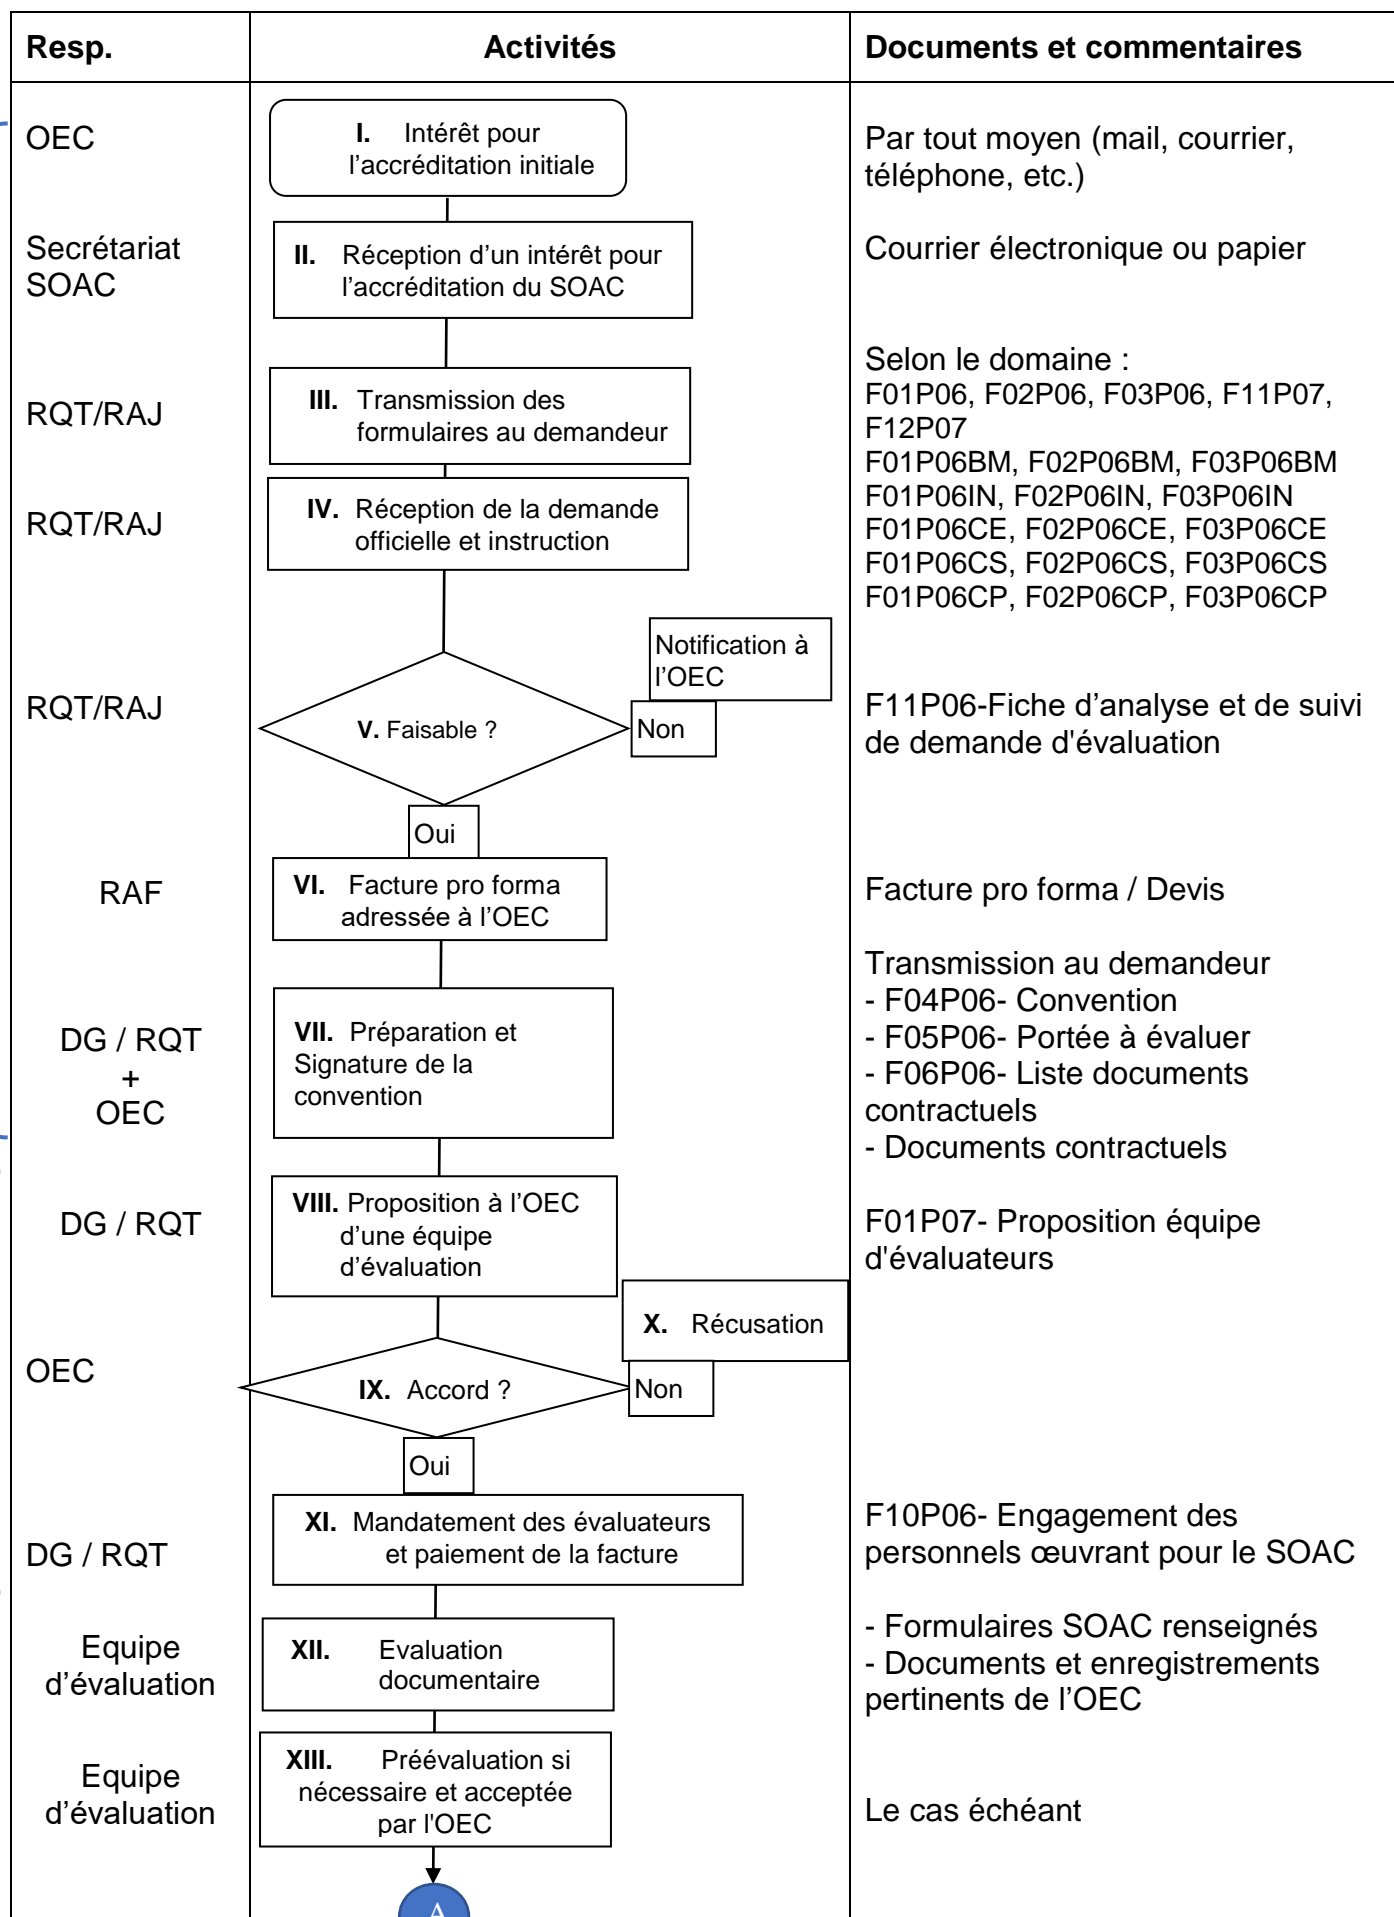 Resp.
Activités
Documents et commentaires
OEC
I. Intérêt pour
l’accréditation initiale
Par tout moyen (mail, courrier,
téléphone, etc.)
Secrétariat
SOAC
II. Réception d’un intérêt pour
l’accréditation du SOAC
Courrier électronique ou papier
RQT/RAJ
III. Transmission des
formulaires au demandeur
Selon le domaine :
F01P06, F02P06, F03P06, F11P07,
F12P07
F01P06BM, F02P06BM, F03P06BM
F01P06IN, F02P06IN, F03P06IN
F01P06CE, F02P06CE, F03P06CE
F01P06CS, F02P06CS, F03P06CS
F01P06CP, F02P06CP, F03P06CP
RQT/RAJ
IV. Réception de la demande
officielle et instruction
Notification à
l’OEC
RQT/RAJ
V. Faisable ?
Non
F11P06-Fiche d’analyse et de suivi
de demande d'évaluation
Oui
RAF
VI. Facture pro forma
adressée à l’OEC
Facture pro forma / Devis
DG / RQT
+
OEC
VII. Préparation et
Signature de la
convention
Transmission au demandeur
- F04P06- Convention
- F05P06- Portée à évaluer
- F06P06- Liste documents
contractuels
- Documents contractuels
DG / RQT
VIII. Proposition à l’OEC
d’une équipe
d’évaluation
F01P07- Proposition équipe
d'évaluateurs
X. Récusation
OEC
IX. Accord ?
Non
Oui
DG / RQT
XI. Mandatement des évaluateurs
et paiement de la facture
F10P06- Engagement des
personnels œuvrant pour le SOAC
Equipe
d’évaluation
XII. Evaluation
documentaire
- Formulaires SOAC renseignés
- Documents et enregistrements
pertinents de l’OEC
Equipe
d’évaluation
XIII. Préévaluation si
nécessaire et acceptée
par l'OEC
Le cas échéant
A